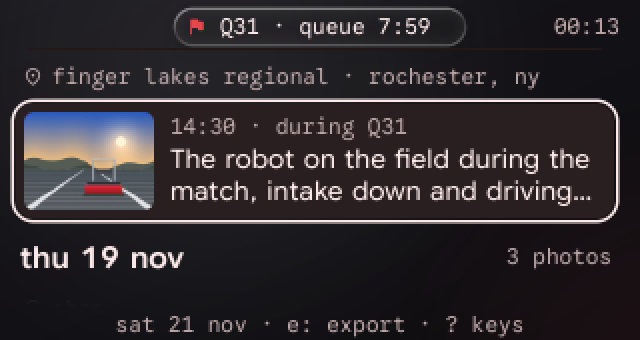 Q31 · queue 7:59
00:13
finger lakes regional · rochester, ny
14:30 · during Q31
The robot on the field during the
match, intake down and driving…
thu 19 nov
3 photos
sat 21 nov · e: export · ? keys